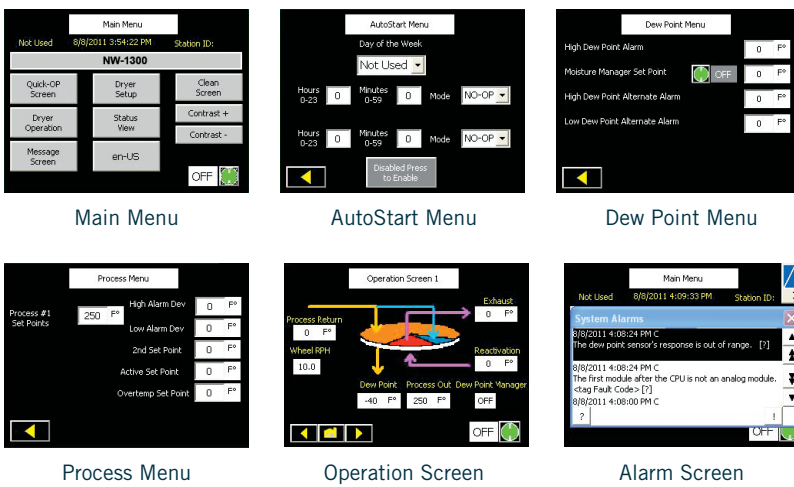 Main Menu
Not Used 8/8/2011 3:54:22 PM Station ID:
NW-1300
Quick-OP Screen
Dryer Setup
Clean Screen
Dryer Operation
Status View
Contrast +
Contrast -
Message Screen
en-US
OFF
Main Menu
AutoStart Menu
Day of the Week
Not Used
Hours 0-23 0 Minutes 0-59 0 Mode NO-OP
Hours 0-23 0 Minutes 0-59 0 Mode NO-OP
Disabled Press to Enable
AutoStart Menu
Dew Point Menu
High Dew Point Alarm 0 F°
Moisture Manager Set Point OFF 0 F°
High Dew Point Alternate Alarm 0 F°
Low Dew Point Alternate Alarm 0 F°
Dew Point Menu
Process Menu
Process #1 Set Points 250 F°
High Alarm Dev 0 F°
Low Alarm Dev 0 F°
2nd Set Point 0 F°
Active Set Point 0 F°
Overtemp Set Point 0 F°
Process Menu
Operation Screen 1
Process Return
0 F°
Exhaust
0 F°
Wheel RPH
10.0
Reactivation
0 F°
Dew Point Process Out Dew Point Manager
-40 F° 250 F° OFF
OFF
Operation Screen
Main Menu
Not Used 8/8/2011 4:09:33 PM Station ID:
System Alarms
8/8/2011 4:08:24 PM C
The dew point sensor's response is out of range. [?]
8/8/2011 4:08:24 PM C
The first module after the CPU is not an analog module.
<tag Fault Code> [?]
8/8/2011 4:08:00 PM C
? !
OFF
Alarm Screen